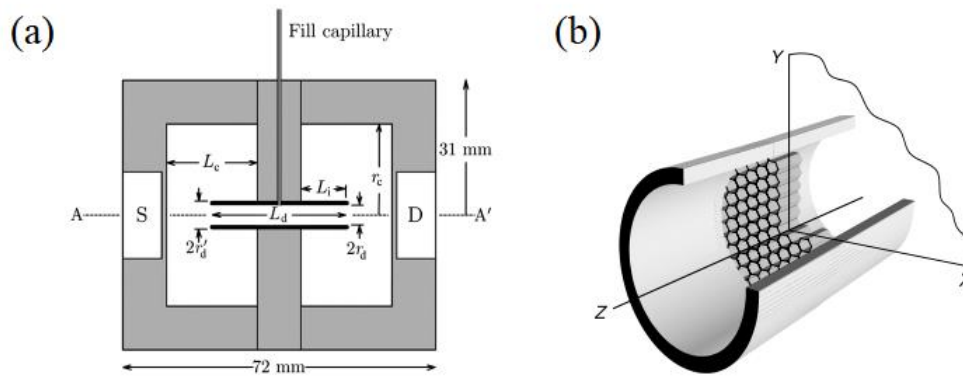 (a)
Fill capillary
31 mm
L_c
L_i
r_c
A
S
L_d
D
A′
2r′_d
2r_d
72 mm
(b)
Y
Z
X